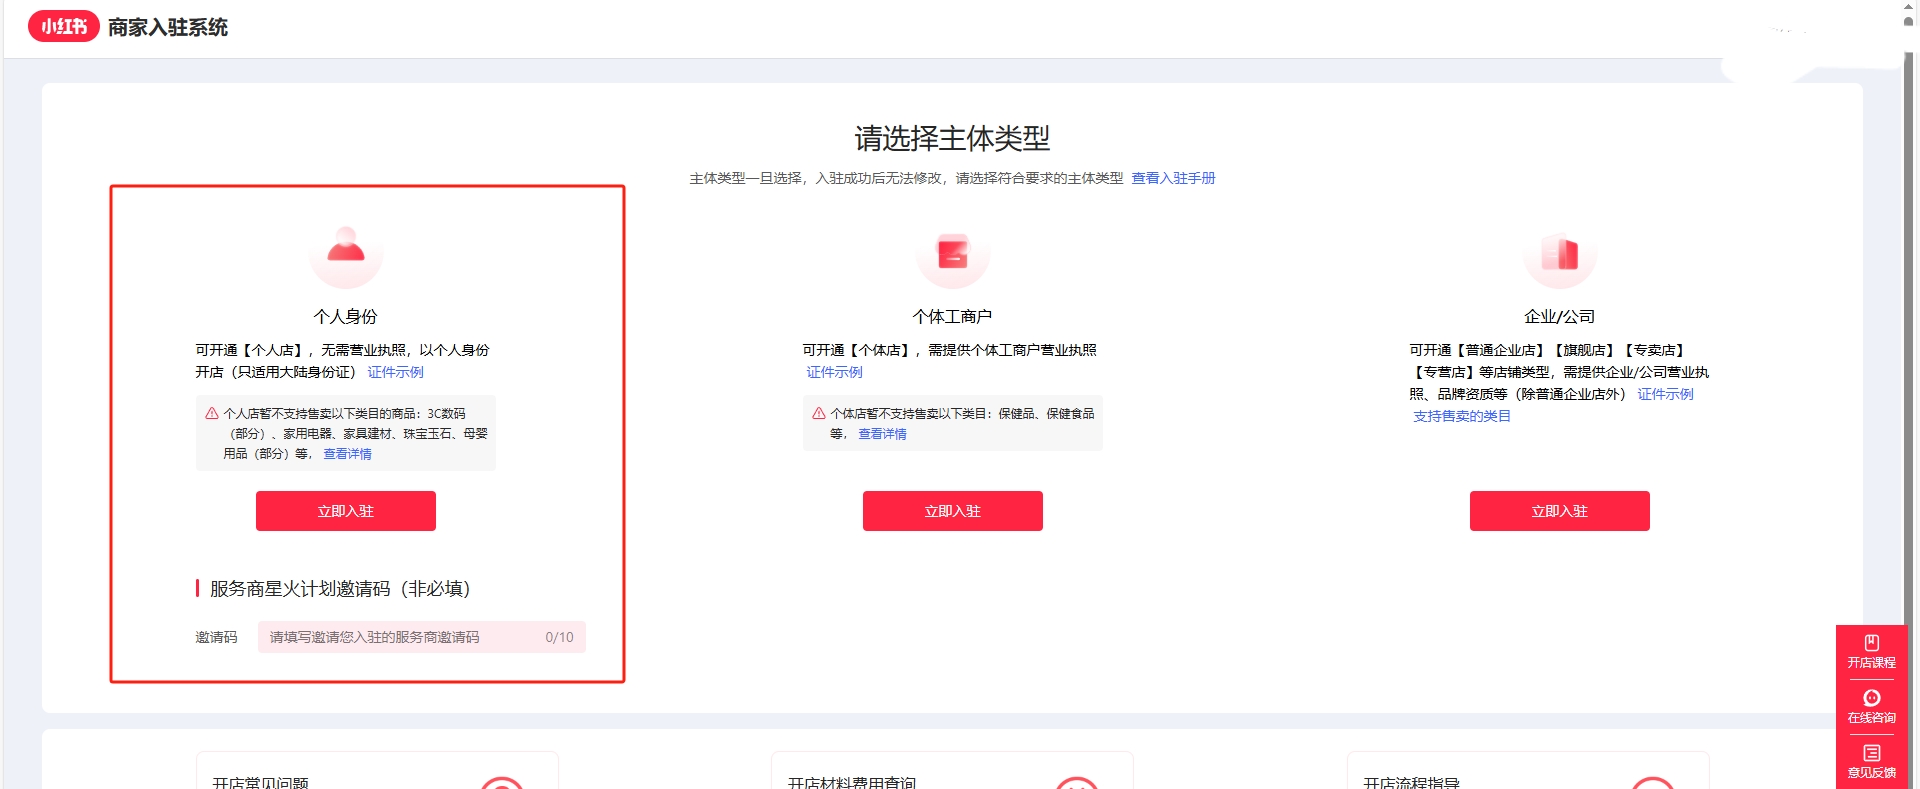 小红书 商家入驻系统
请选择主体类型
主体类型一旦选择，入驻成功后无法修改，请选择符合要求的主体类型 查看入驻手册
个人身份
可开通【个人店】，无需营业执照，以个人身份
开店（只适用大陆身份证） 证件示例
个人店暂不支持售卖以下类目的商品：3C数码
（部分）、家用电器、家具建材、珠宝玉石、母婴
用品（部分）等， 查看详情
立即入驻
服务商星火计划邀请码（非必填）
邀请码 请填写邀请您入驻的服务商邀请码 0/10
个体工商户
可开通【个体店】，需提供个体工商户营业执照
证件示例
个体店暂不支持售卖以下类目：保健品、保健食品
等， 查看详情
立即入驻
企业/公司
可开通【普通企业店】【旗舰店】【专卖店】
【专营店】等店铺类型，需提供企业/公司营业执
照、品牌资质等（除普通企业店外） 证件示例
支持售卖的类目
立即入驻
开店课程
在线咨询
意见反馈
开店常见问题
开店材料费用查询
开店流程指导